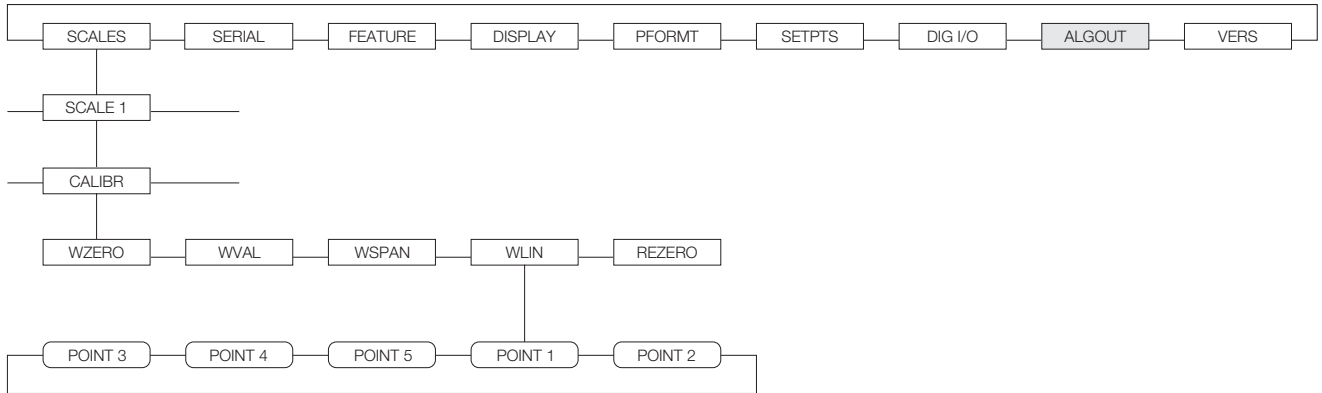 SCALES SERIAL FEATURE DISPLAY PFORMT SETPTS DIG I/O ALGOUT VERS
SCALE 1
CALIBR
WZERO WVAL WSPAN WLIN REZERO
POINT 3 POINT 4 POINT 5 POINT 1 POINT 2